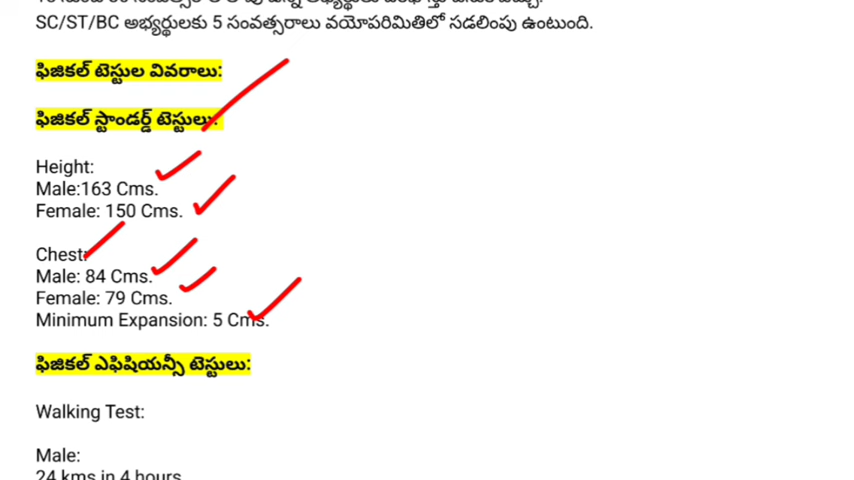 SC/ST/BC అభ్యర్థులకు 5 సంవత్సరాలు వయోపరిమితిలో సడలింపు ఉంటుంది.
ఫిజికల్ టెస్టుల వివరాలు:
ఫిజికల్ స్టాండర్డ్ టెస్టులు:
Height:
Male:163 Cms.
Female: 150 Cms.
Chest:
Male: 84 Cms.
Female: 79 Cms.
Minimum Expansion: 5 Cms.
ఫిజికల్ ఎఫిషియన్సీ టెస్టులు:
Walking Test:
Male:
24 kms in 4 hours